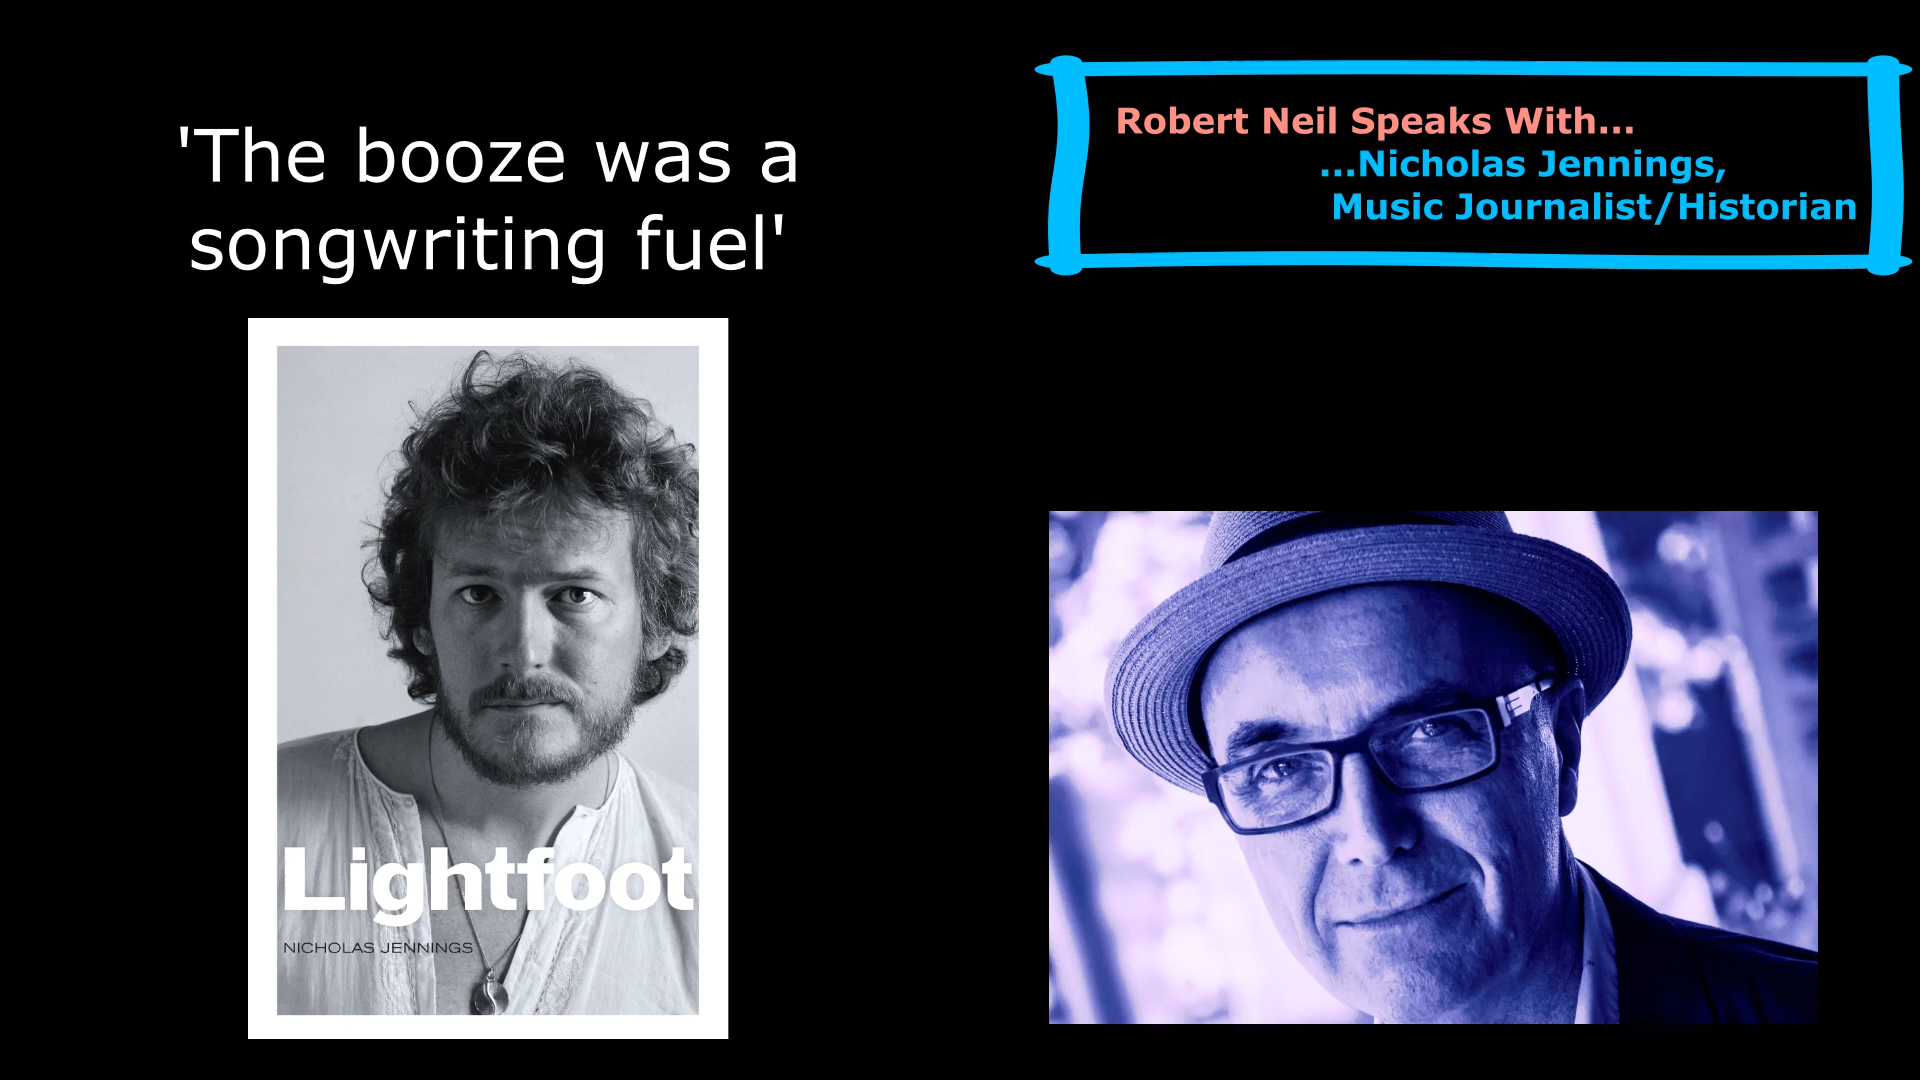 'The booze was a
songwriting fuel'
Robert Neil Speaks With...
...Nicholas Jennings,
Music Journalist/Historian
Lightfoot
NICHOLAS JENNINGS